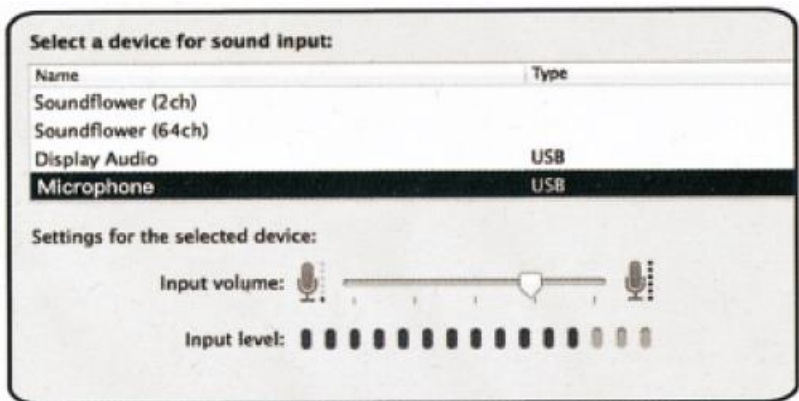 Select a device for sound input:
Name Type
Soundflower (2ch)
Soundflower (64ch)
Display Audio USB
Microphone USB
Settings for the selected device:
Input volume:
Input level: